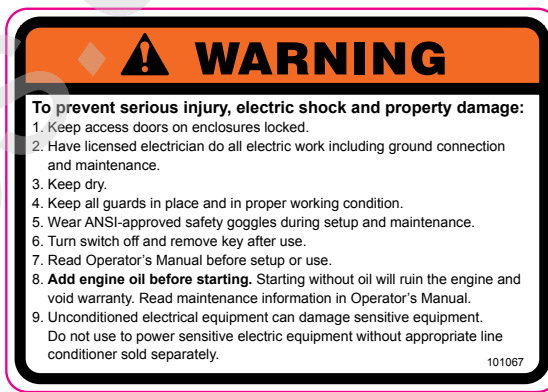 WARNING
To prevent serious injury, electric shock and property damage:
1. Keep access doors on enclosures locked.
2. Have licensed electrician do all electric work including ground connection
and maintenance.
3. Keep dry.
4. Keep all guards in place and in proper working condition.
5. Wear ANSI-approved safety goggles during setup and maintenance.
6. Turn switch off and remove key after use.
7. Read Operator's Manual before setup or use.
8. Add engine oil before starting. Starting without oil will ruin the engine and
void warranty. Read maintenance information in Operator's Manual.
9. Unconditioned electrical equipment can damage sensitive equipment.
Do not use to power sensitive electric equipment without appropriate line
conditioner sold separately.
101067